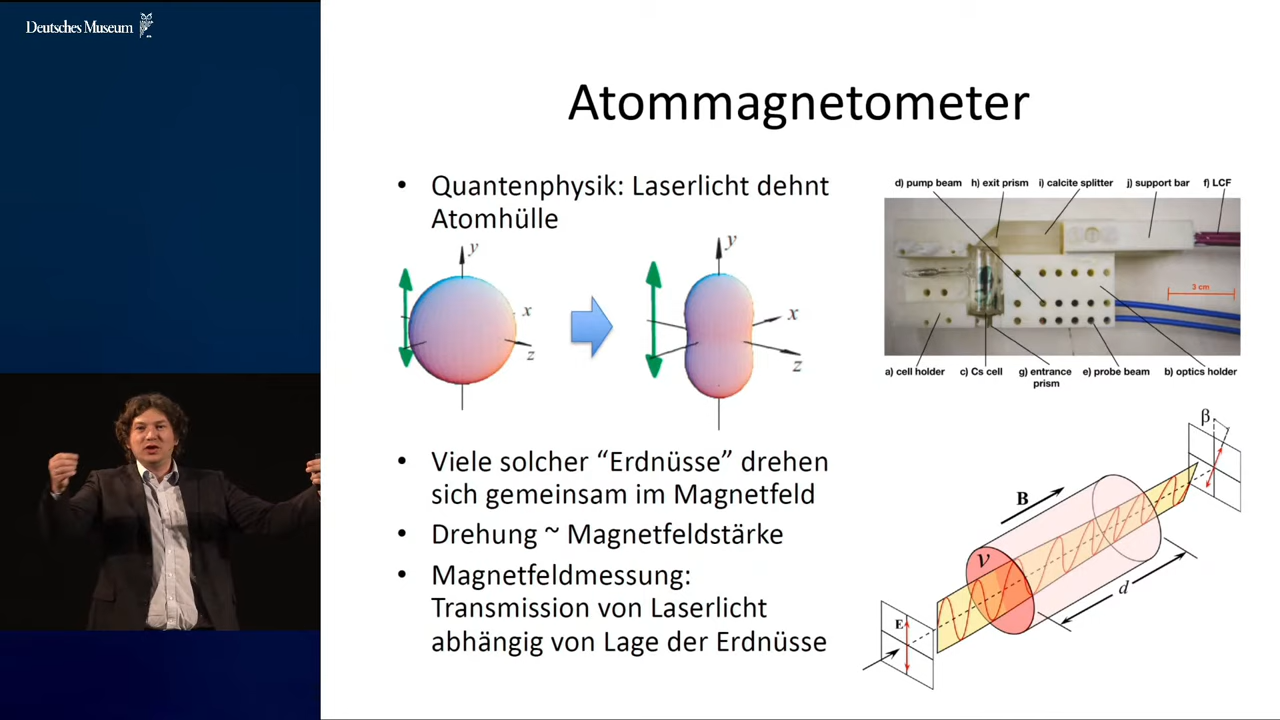 Deutsches Museum
Atommagnetometer
• Quantenphysik: Laserlicht dehnt
Atomhülle
y
x
z
y
x
z
• Viele solcher “Erdnüsse” drehen
sich gemeinsam im Magnetfeld
• Drehung ~ Magnetfeldstärke
• Magnetfeldmessung:
Transmission von Laserlicht
abhängig von Lage der Erdnüsse
d) pump beam h) exit prism i) calcite splitter j) support bar f) LCF
3 cm
a) cell holder c) Cs cell g) entrance prism e) probe beam b) optics holder
β
B
ν
d
E